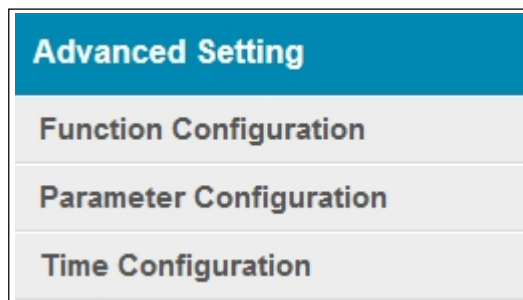 Advanced Setting
Function Configuration
Parameter Configuration
Time Configuration